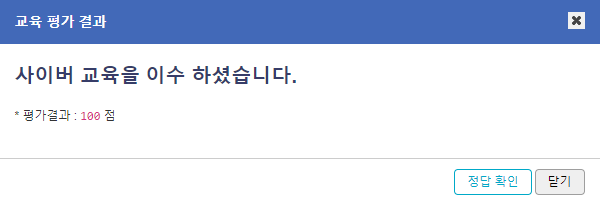 교육 평가 결과
사이버 교육을 이수 하셨습니다.
* 평가결과 : 100 점
정답 확인 닫기